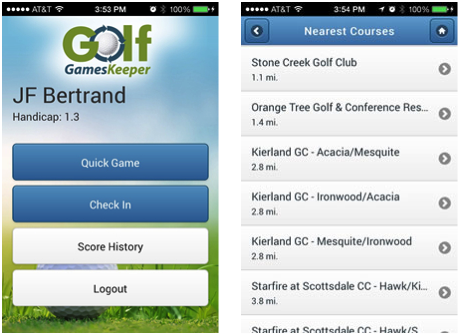 AT&T 3:53 PM 100%
Golf
GamesKeeper
JF Bertrand
Handicap: 1.3
Quick Game
Check In
Score History
Logout
AT&T 3:54 PM 100%
Nearest Courses
Stone Creek Golf Club
1.1 mi.
Orange Tree Golf & Conference Res...
1.4 mi.
Kierland GC - Acacia/Mesquite
2.8 mi.
Kierland GC - Ironwood/Acacia
2.8 mi.
Kierland GC - Mesquite/Ironwood
2.8 mi.
Starfire at Scottsdale CC - Hawk/Ki...
3.8 mi.
Starfire at Scottsdale CC - Hawk/S...